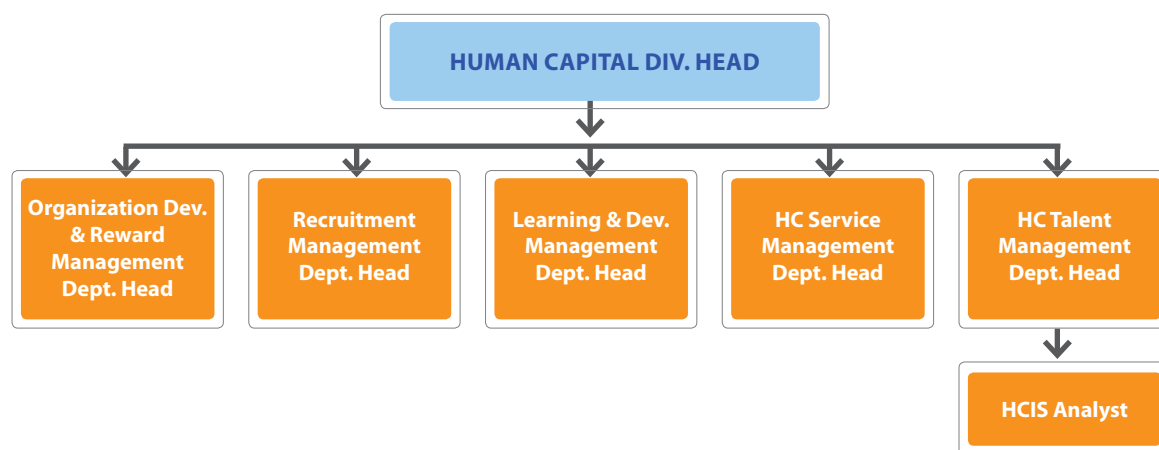 HUMAN CAPITAL DIV. HEAD
Organization Dev.
& Reward
Management
Dept. Head
Recruitment
Management
Dept. Head
Learning & Dev.
Management
Dept. Head
HC Service
Management
Dept. Head
HC Talent
Management
Dept. Head
HCIS Analyst